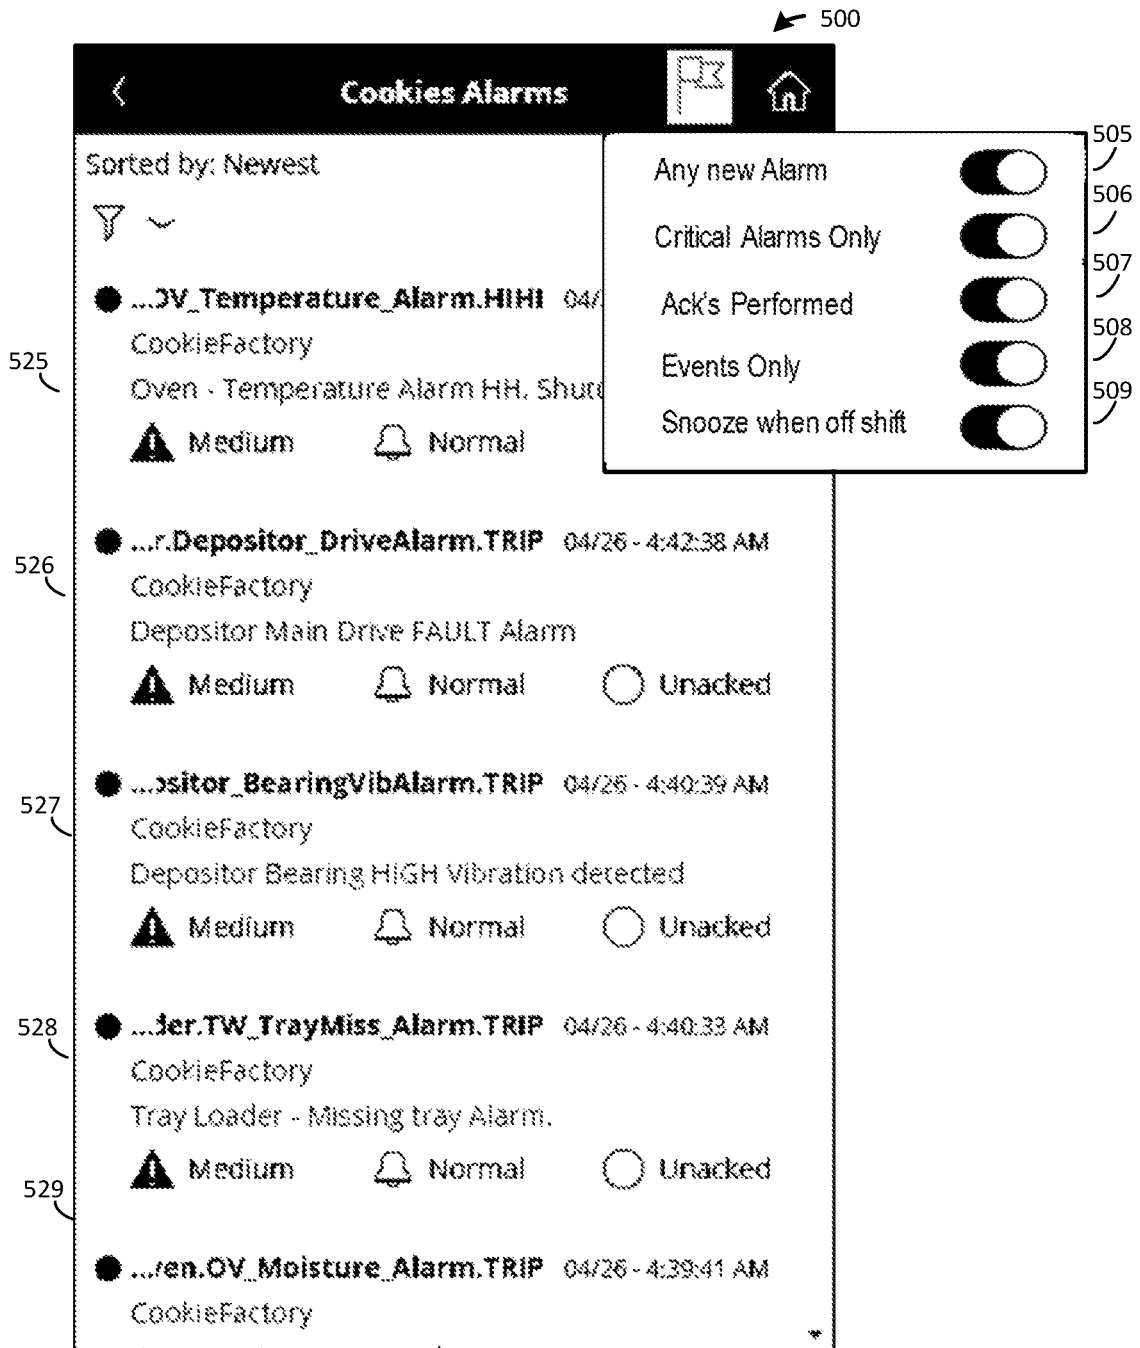 500
Cookies Alarms
Sorted by: Newest
Any new Alarm 505
Critical Alarms Only 506
Ack's Performed 507
Events Only 508
Snooze when off shift 509
...OV_Temperature_Alarm.HIHI 04/
CookieFactory
525
Oven - Temperature Alarm HH. Shut
Medium Normal
...r.Depositor_DriveAlarm.TRIP 04/26 - 4:42:38 AM
526
CookieFactory
Depositor Main Drive FAULT Alarm
Medium Normal Unacked
...ositor_BearingVibAlarm.TRIP 04/26 - 4:40:39 AM
527
CookieFactory
Depositor Bearing HIGH Vibration detected
Medium Normal Unacked
528
...der.TW_TrayMiss_Alarm.TRIP 04/26 - 4:40:33 AM
CookieFactory
Tray Loader - Missing tray Alarm.
Medium Normal Unacked
529
...ven.OV_Moisture_Alarm.TRIP 04/26 - 4:39:41 AM
CookieFactory